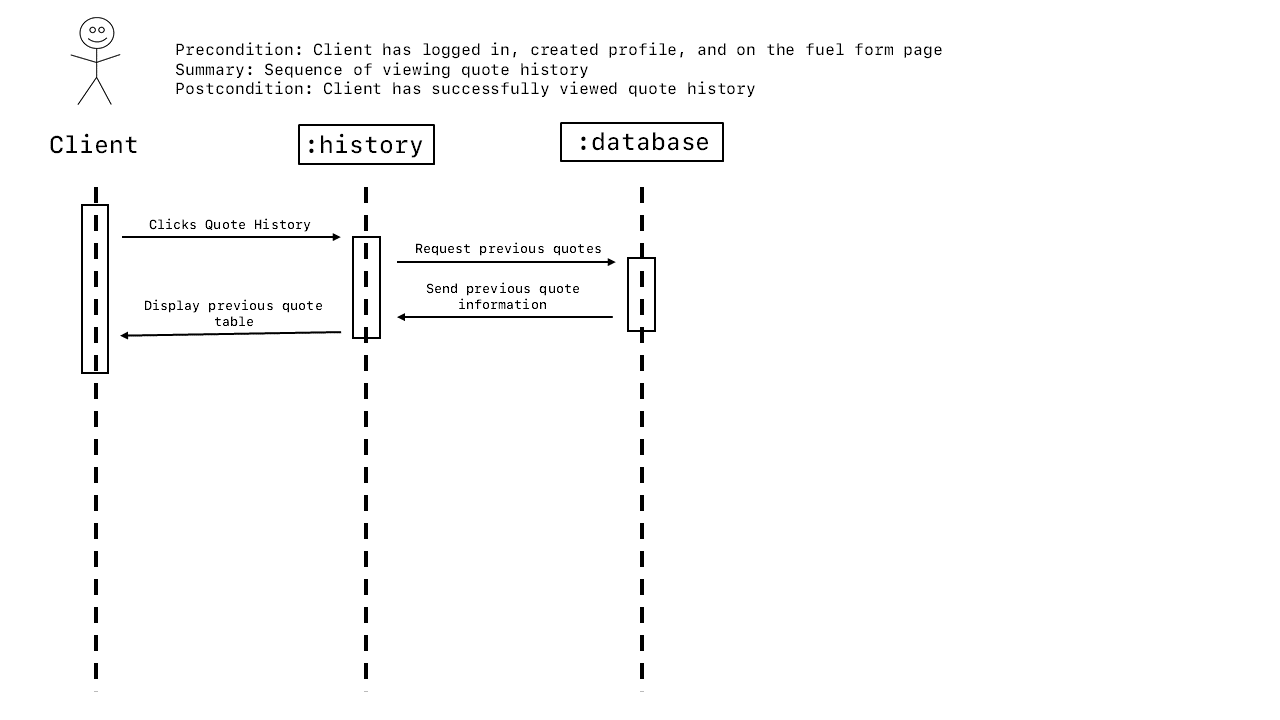 Precondition: Client has logged in, created profile, and on the fuel form page
Summary: Sequence of viewing quote history
Postcondition: Client has successfully viewed quote history
Client
:history
:database
Clicks Quote History
Request previous quotes
Send previous quote
information
Display previous quote
table